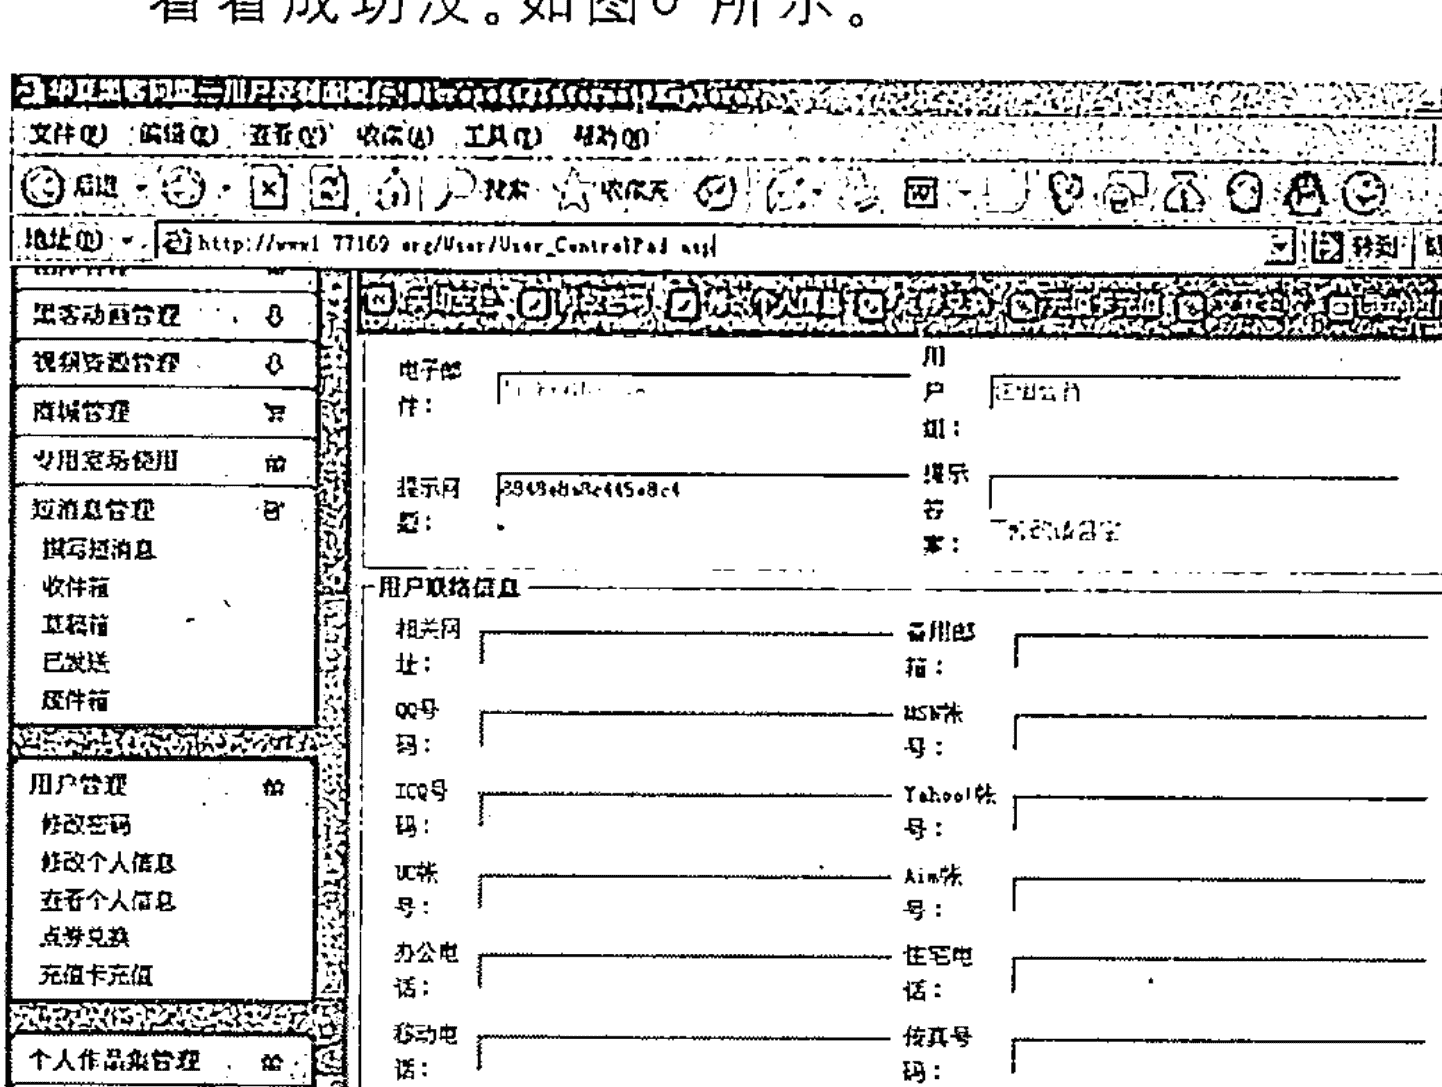 看看成功没。如图6 所示。
文件(F) 编辑(E) 查看(V) 收藏(A) 工具(T) 帮助(H)
后退 搜索 收藏夹
地址(D) http://www1.77169.org/User/User_ControlPad.asp 转到
黑客动画管理
视频资源管理
商城管理
专用宝场使用
短消息管理
撰写短消息
收件箱
草稿箱
已发送
废件箱
用户管理
修改密码
修改个人信息
查看个人信息
点券兑换
充值卡充值
个人作品集管理
电子邮件:
用户组:
提示问题: 8848e8a8c445e8c4
提示答案:
用户联络信息
相关网址:
备用邮箱:
QQ号码:
MSN帐号:
ICQ号码:
Yahoo!帐号:
UC帐号:
Aim帐号:
办公电话:
住宅电话:
移动电话:
传真号码: